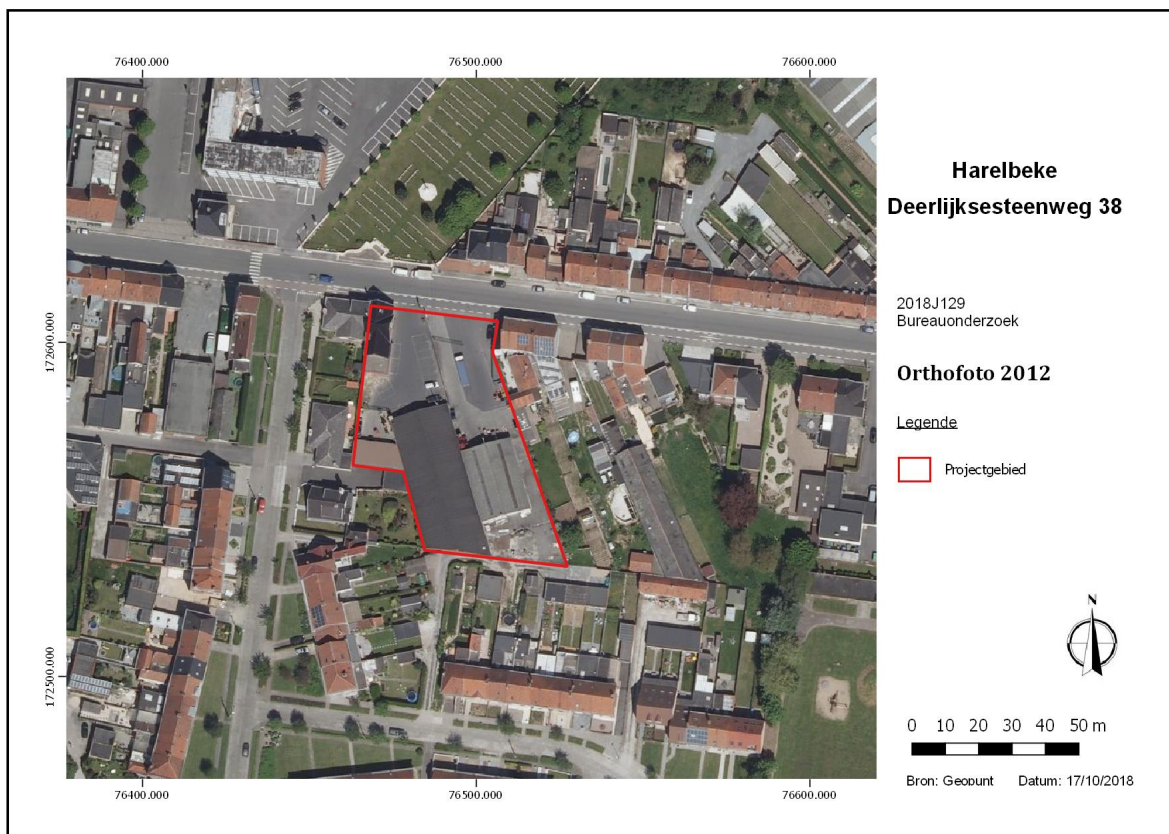 76400.000 76500.000 76600.000
172600.000
172500.000
76400.000 76500.000 76600.000
Harelbeke
Deerlijksesteenweg 38
2018J129
Bureauonderzoek
Orthofoto 2012
Legende
Projectgebied
N
0 10 20 30 40 50 m
Bron: Geopunt Datum: 17/10/2018